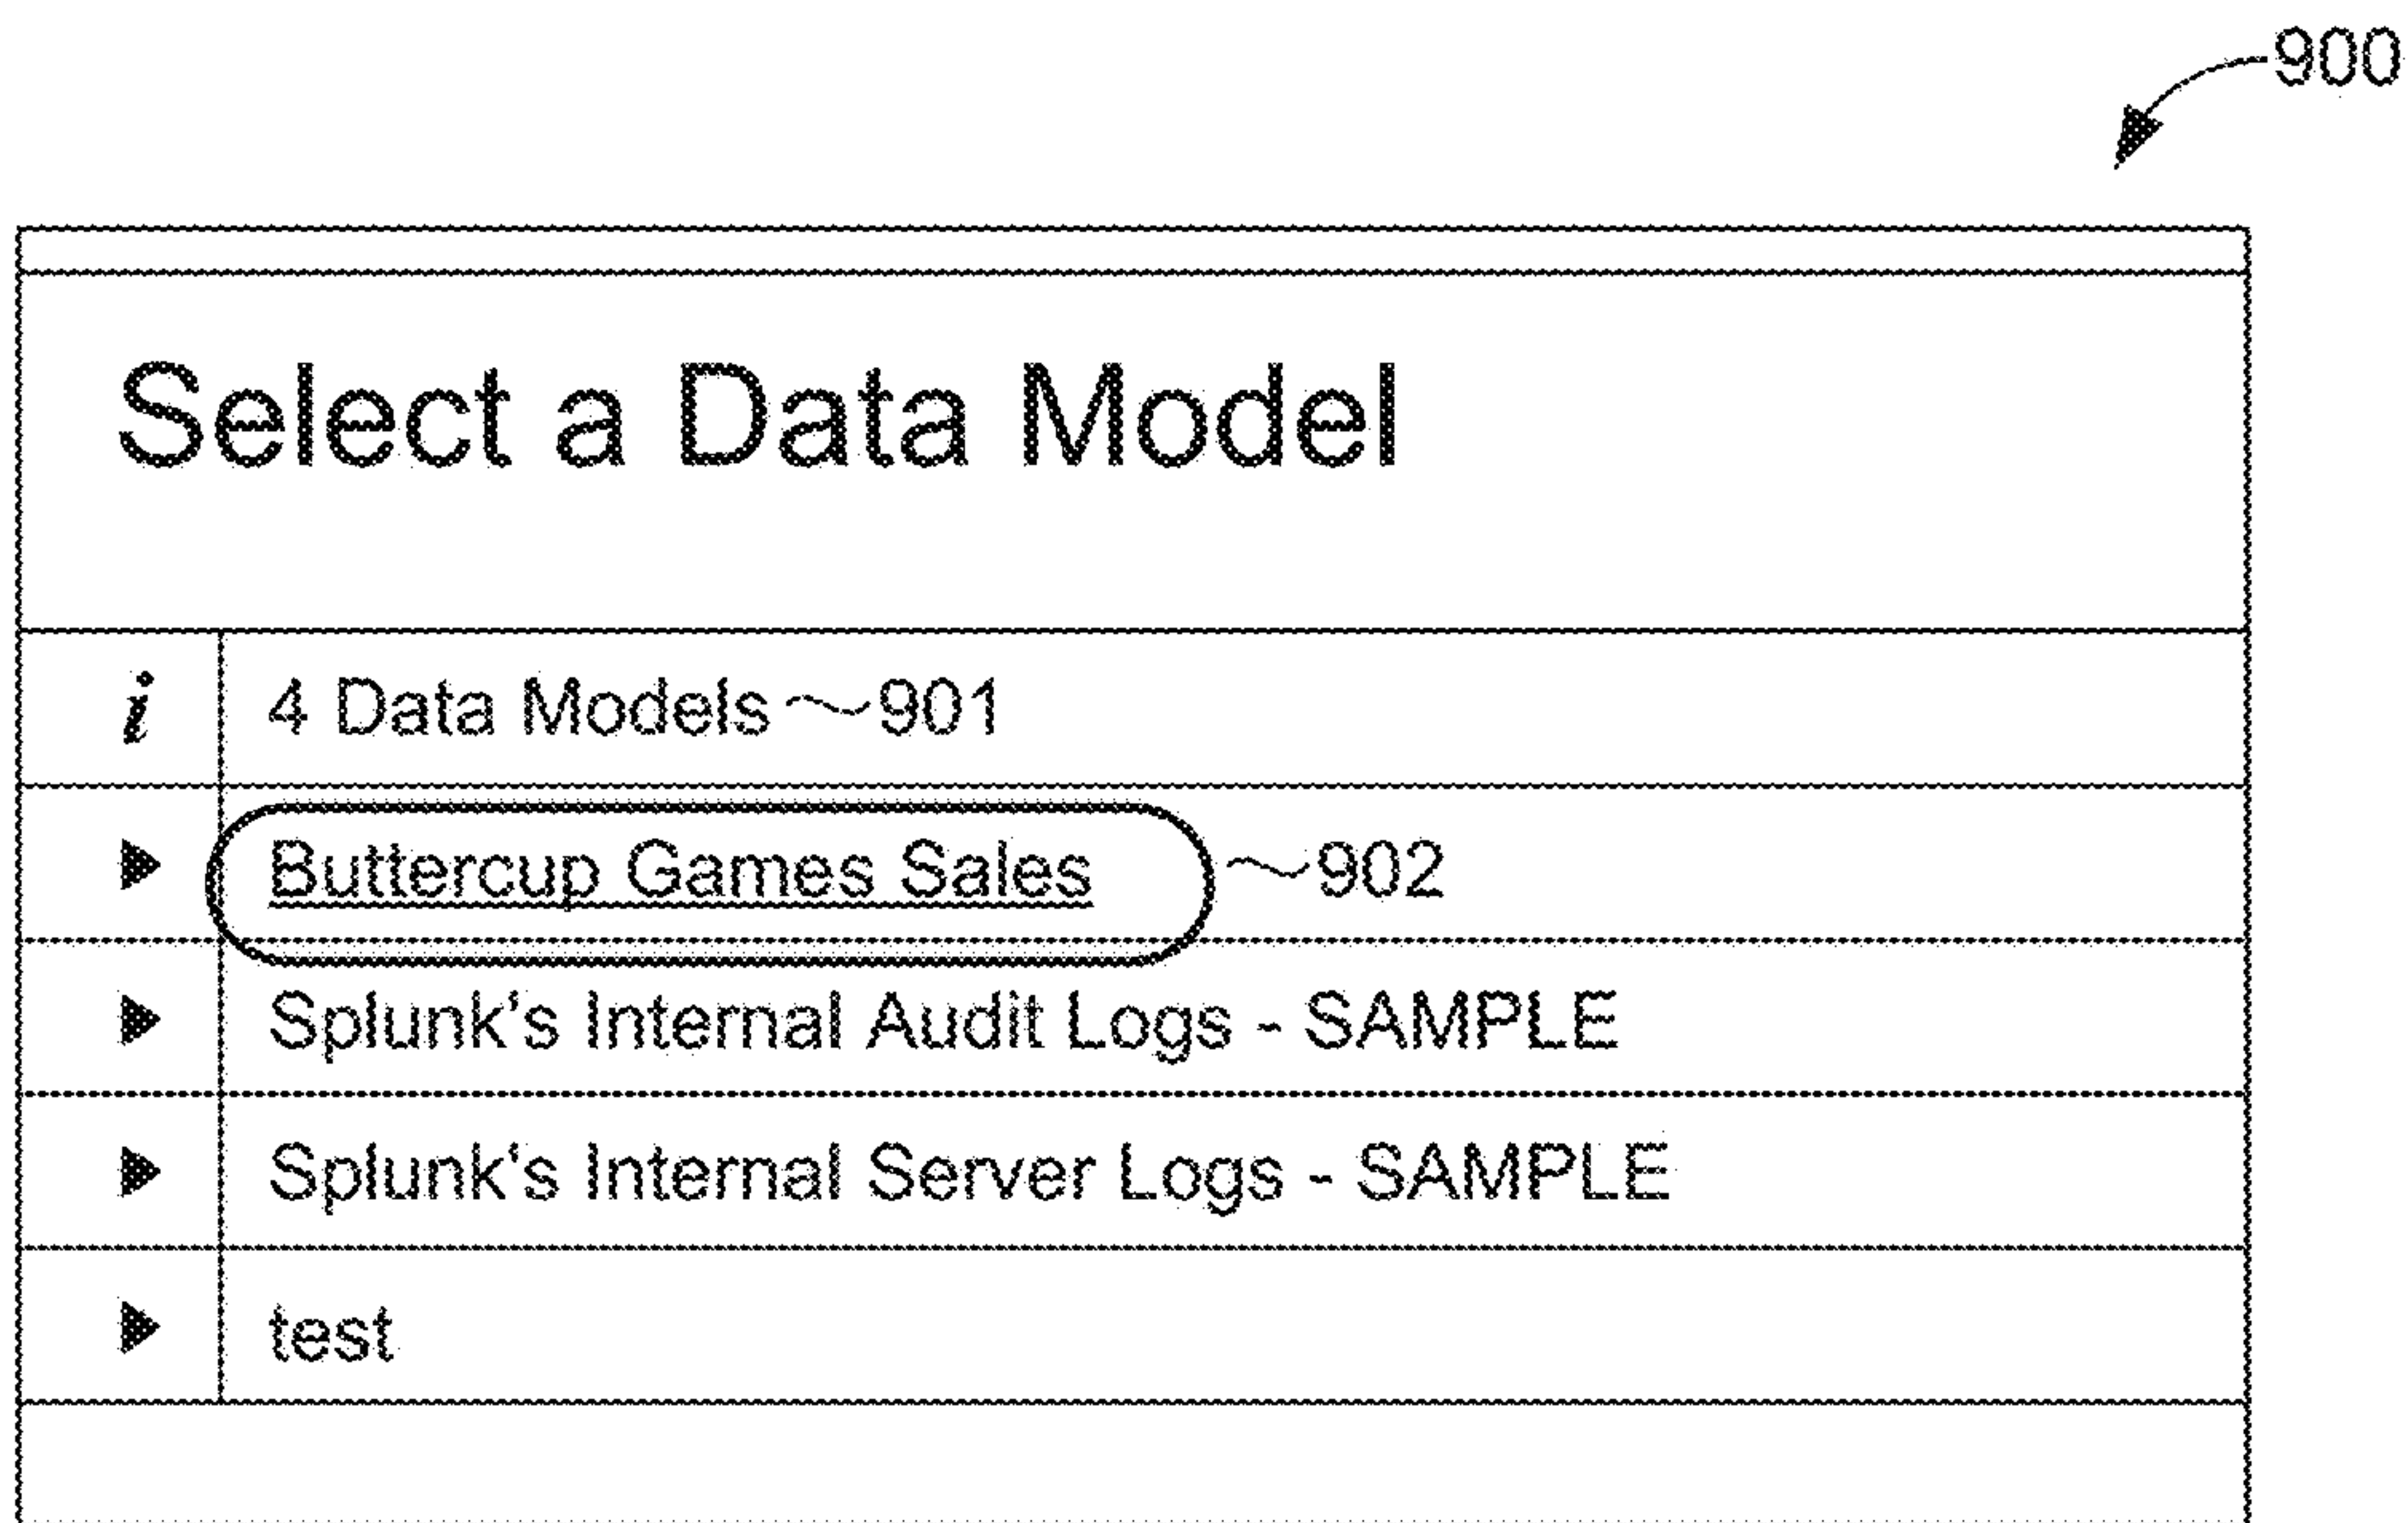 900
Select a Data Model
i 4 Data Models 901
Buttercup Games Sales 902
Splunk's Internal Audit Logs - SAMPLE
Splunk's Internal Server Logs - SAMPLE
test